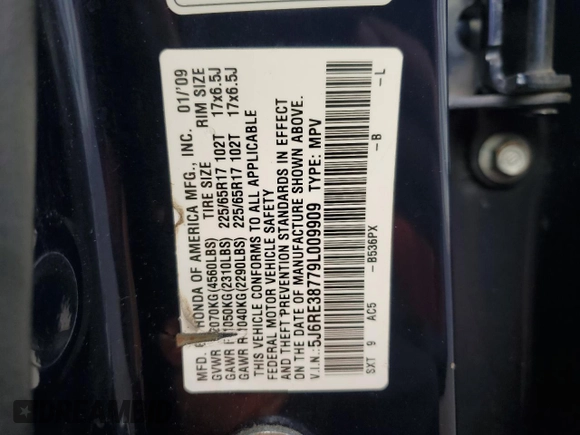 MFD. BY HONDA OF AMERICA MFG., INC. 01/'09
GVWR 2070KG(4560LBS) TIRE SIZE RIM SIZE
GAWR F 1050KG(2310LBS) 225/65R17 102T 17x6.5J
GAWR R 1040KG(2290LBS) 225/65R17 102T 17x6.5J
THIS VEHICLE CONFORMS TO ALL APPLICABLE
FEDERAL MOTOR VEHICLE SAFETY
AND THEFT PREVENTION STANDARDS IN EFFECT
ON THE DATE OF MANUFACTURE SHOWN ABOVE.
V.I.N.: 5J6RE38779L009909 TYPE: MPV
SXT 9 AC5 -B536PX -B -L